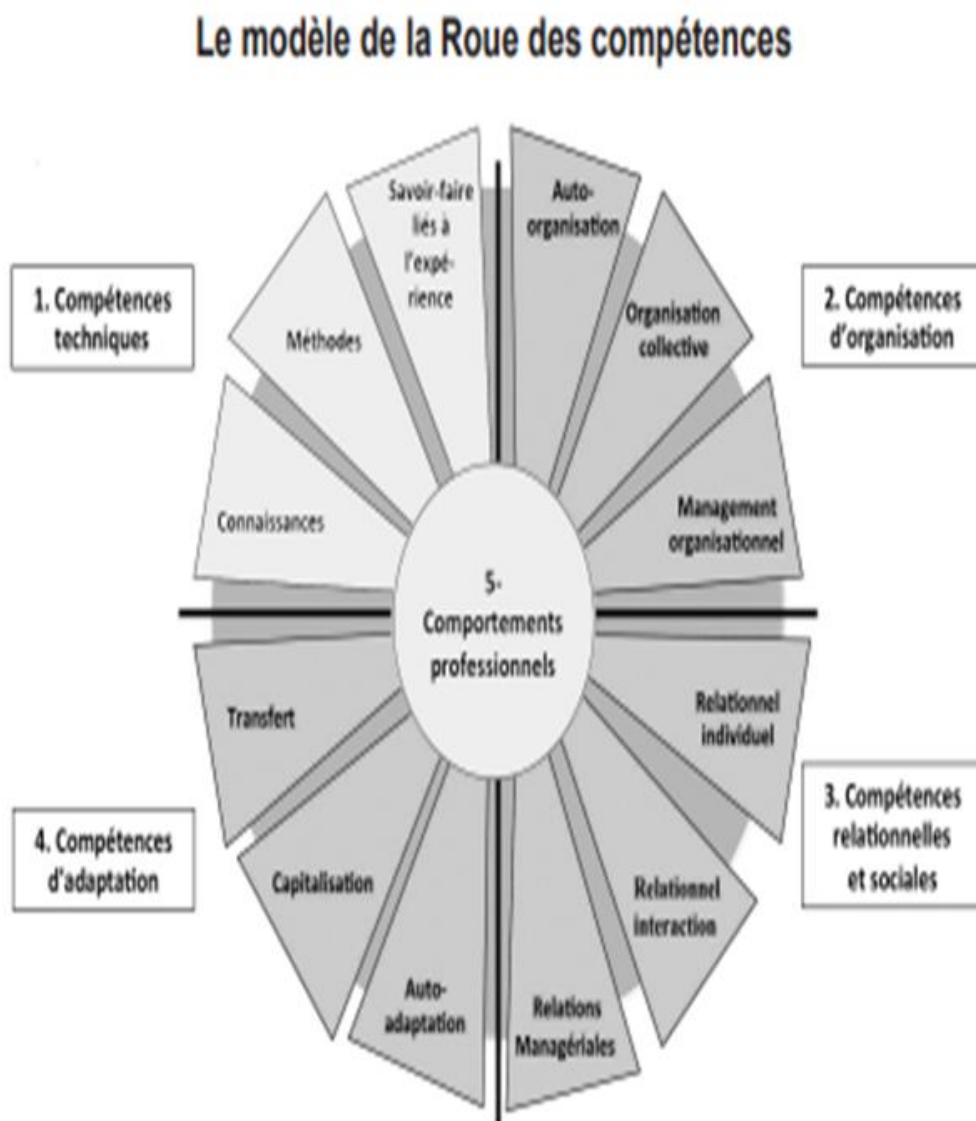 Le modèle de la Roue des compétences
1. Compétences
techniques
Savoir-faire
liés à
l'expé-
rience
Méthodes
Connaissances
Auto-
organisation
Organisation
collective
Management
organisationnel
2. Compétences
d'organisation
5-
Comportements
professionnels
Relationnel
individuel
Relationnel
interaction
Relations
Managériales
3. Compétences
relationnelles
et sociales
Transfert
Capitalisation
Auto-
adaptation
4. Compétences
d'adaptation